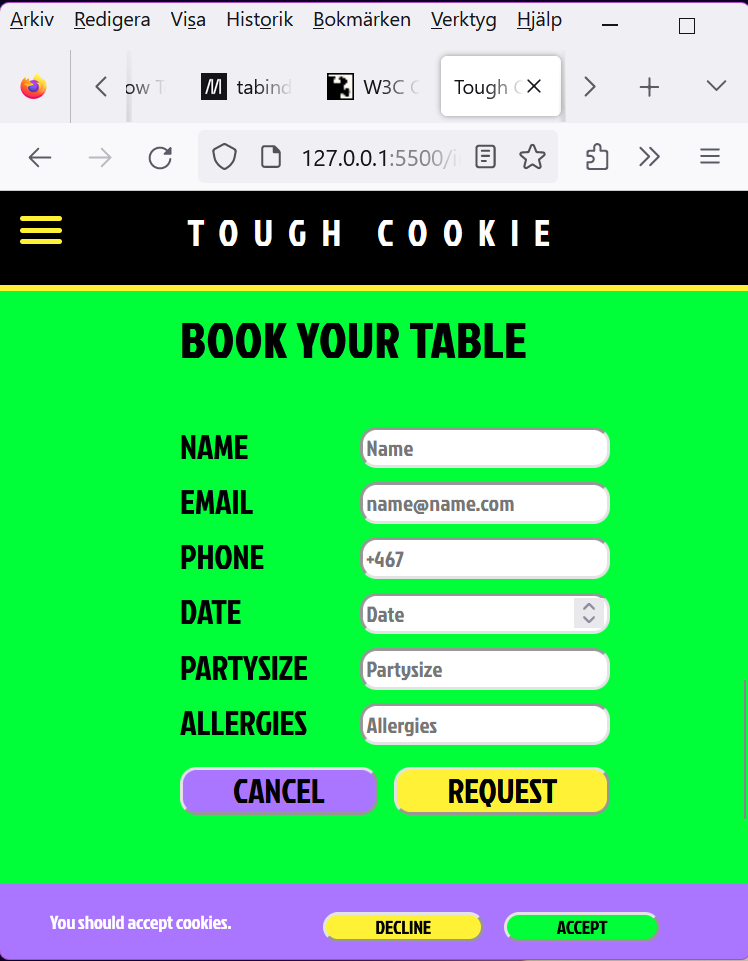 Arkiv Redigera Visa Historik Bokmärken Verktyg Hjälp
ow T tabind W3C C Tough C
127.0.0.1:5500/i
TOUGH COOKIE
BOOK YOUR TABLE
NAME Name
EMAIL name@name.com
PHONE +467
DATE Date
PARTYSIZE Partysize
ALLERGIES Allergies
CANCEL REQUEST
You should accept cookies. DECLINE ACCEPT